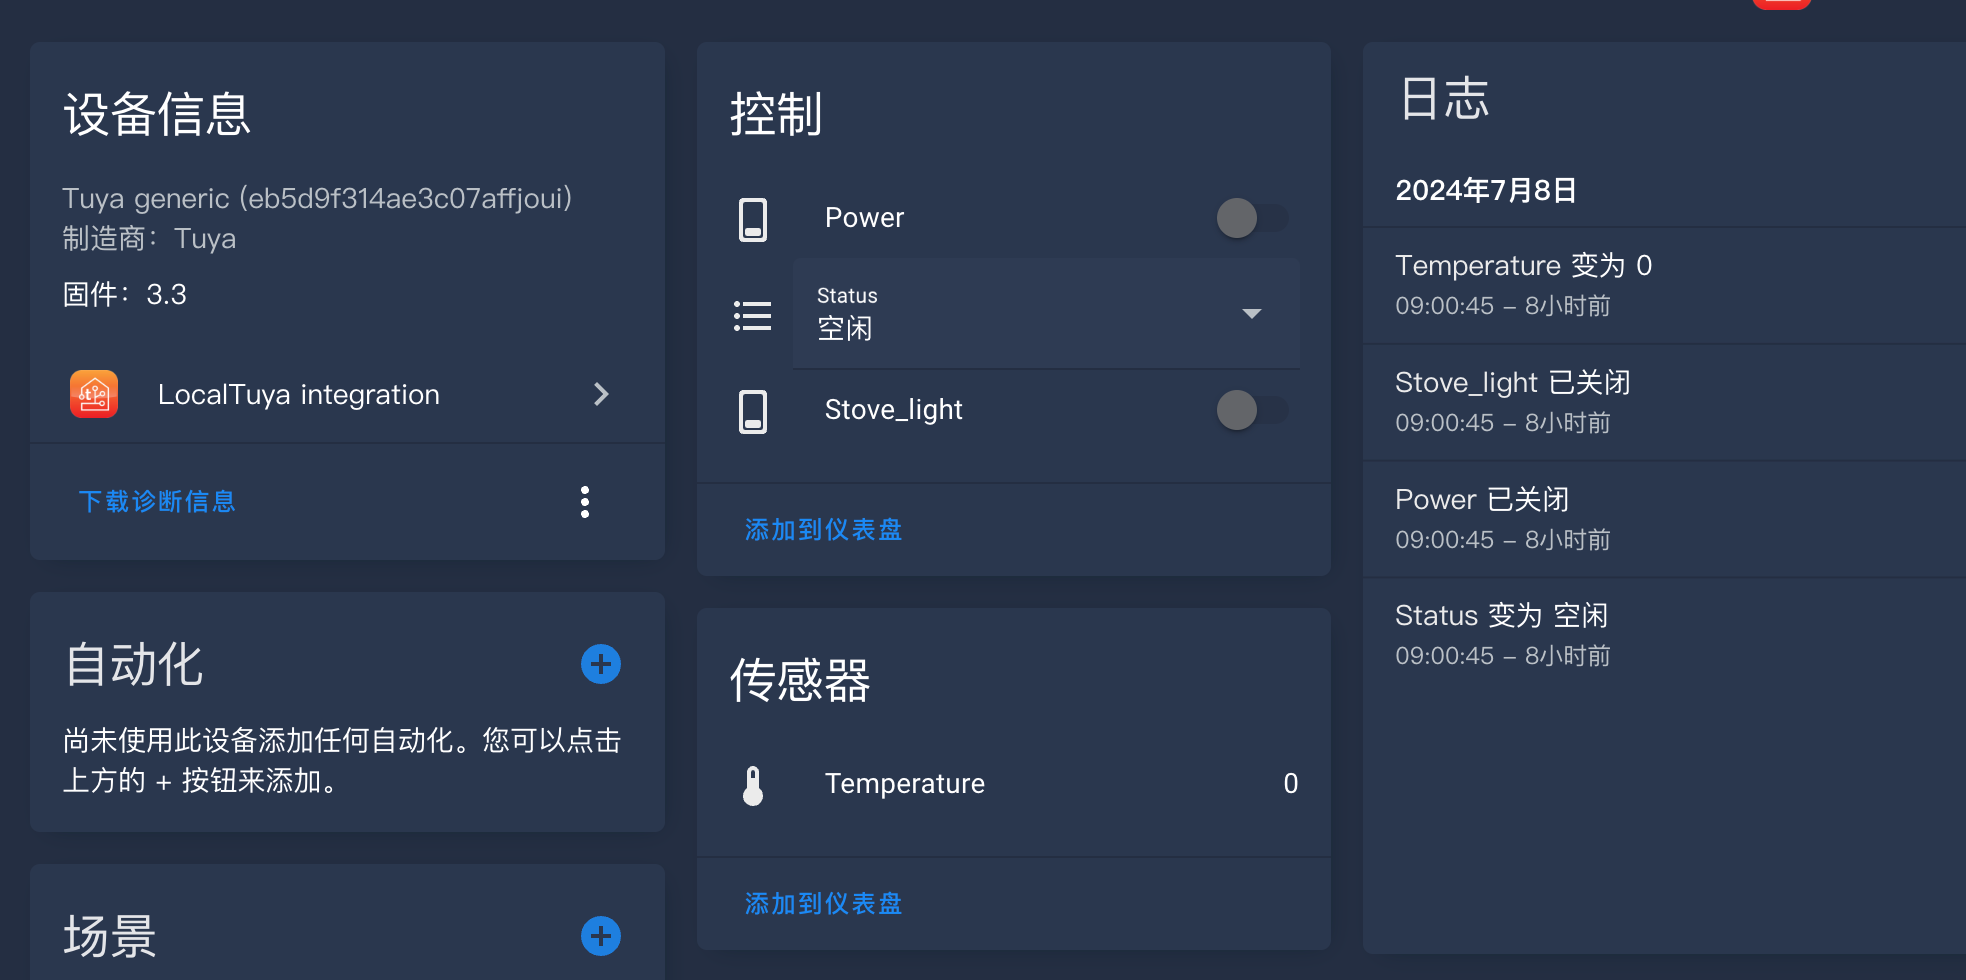 设备信息
Tuya generic (eb5d9f314ae3c07affjoui)
制造商：Tuya
固件：3.3
LocalTuya integration
下载诊断信息
自动化
尚未使用此设备添加任何自动化。您可以点击
上方的 + 按钮来添加。
场景
控制
Power
Status
空闲
Stove_light
添加到仪表盘
传感器
Temperature 0
添加到仪表盘
日志
2024年7月8日
Temperature 变为 0
09:00:45 – 8小时前
Stove_light 已关闭
09:00:45 – 8小时前
Power 已关闭
09:00:45 – 8小时前
Status 变为 空闲
09:00:45 – 8小时前